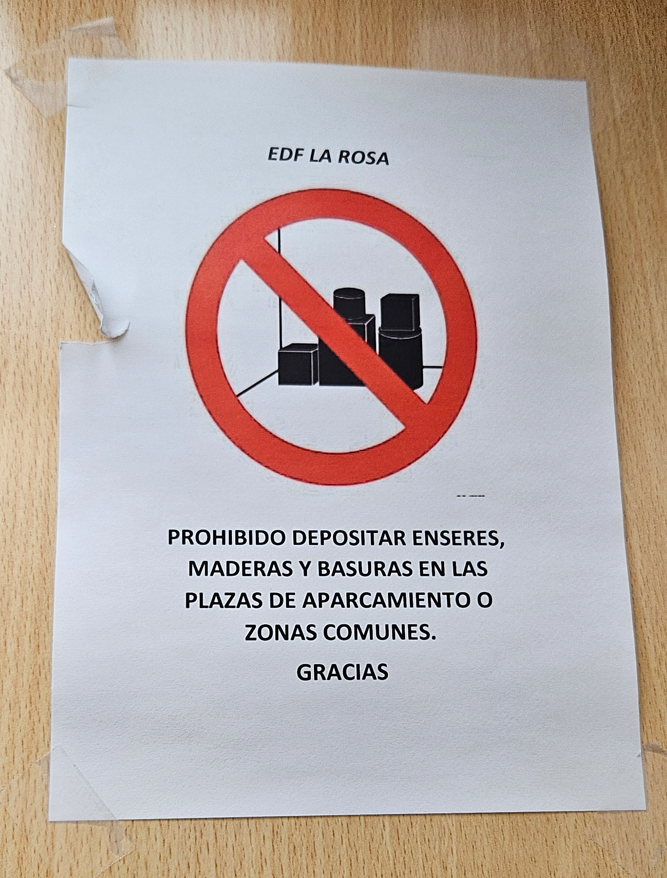 EDF LA ROSA
PROHIBIDO DEPOSITAR ENSERES,
MADERAS Y BASURAS EN LAS
PLAZAS DE APARCAMIENTO O
ZONAS COMUNES.
GRACIAS